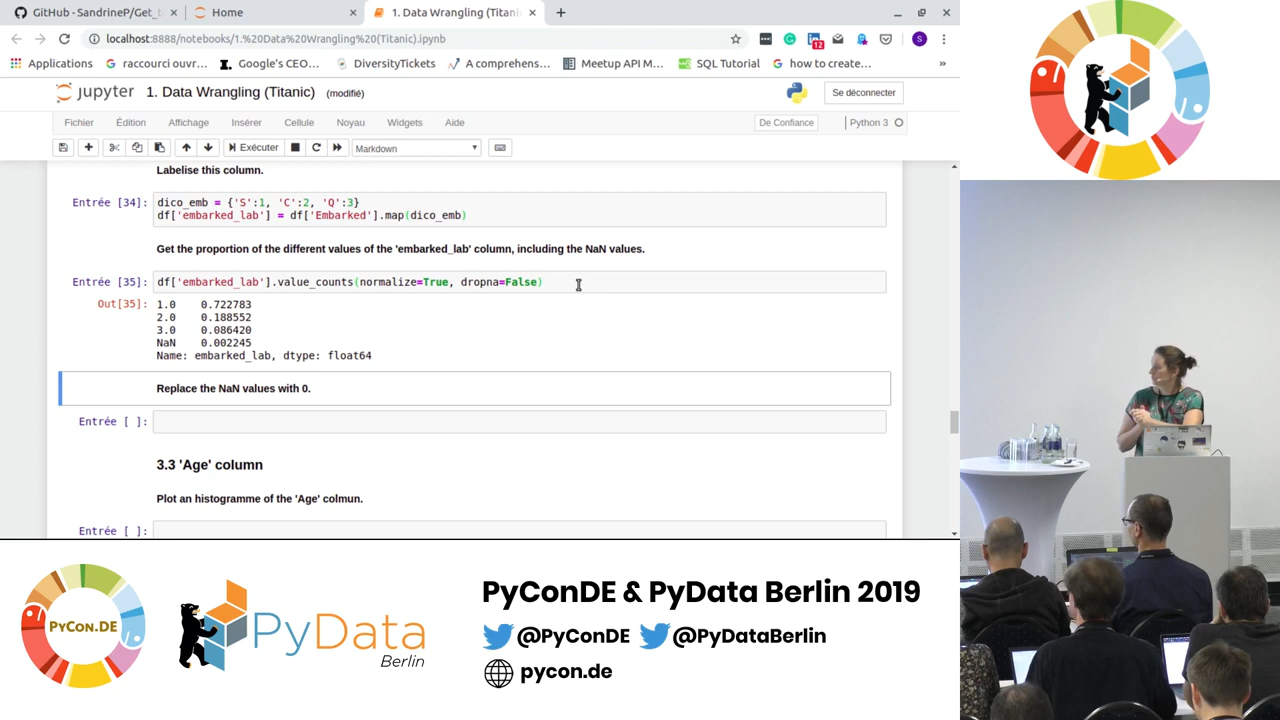 GitHub - SandrineP/Get_t
Home
1. Data Wrangling (Titani
localhost:8888/notebooks/1.%20Data%20Wrangling%20(Titanic).ipynb
12
S
Applications
raccourci ouvr...
Google's CEO...
DiversityTickets
A comprehens...
Meetup API M...
SQL Tutorial
how to create...
»
jupyter 1. Data Wrangling (Titanic) (modifié)
Se déconnecter
Fichier Édition Affichage Insérer Cellule Noyau Widgets Aide
De Confiance
Python 3
Exécuter
Markdown
Labelise this column.
Entrée [34]: dico_emb = {'S':1, 'C':2, 'Q':3}
df['embarked_lab'] = df['Embarked'].map(dico_emb)
Get the proportion of the different values of the 'embarked_lab' column, including the NaN values.
Entrée [35]: df['embarked_lab'].value_counts(normalize=True, dropna=False)
Out[35]: 1.0 0.722783
2.0 0.188552
3.0 0.086420
NaN 0.002245
Name: embarked_lab, dtype: float64
Replace the NaN values with 0.
Entrée [ ]:
3.3 'Age' column
Plot an histogramme of the 'Age' colmun.
Entrée [ ]:
PyCon.DE
PyData
Berlin
PyConDE & PyData Berlin 2019
@PyConDE @PyDataBerlin
pycon.de